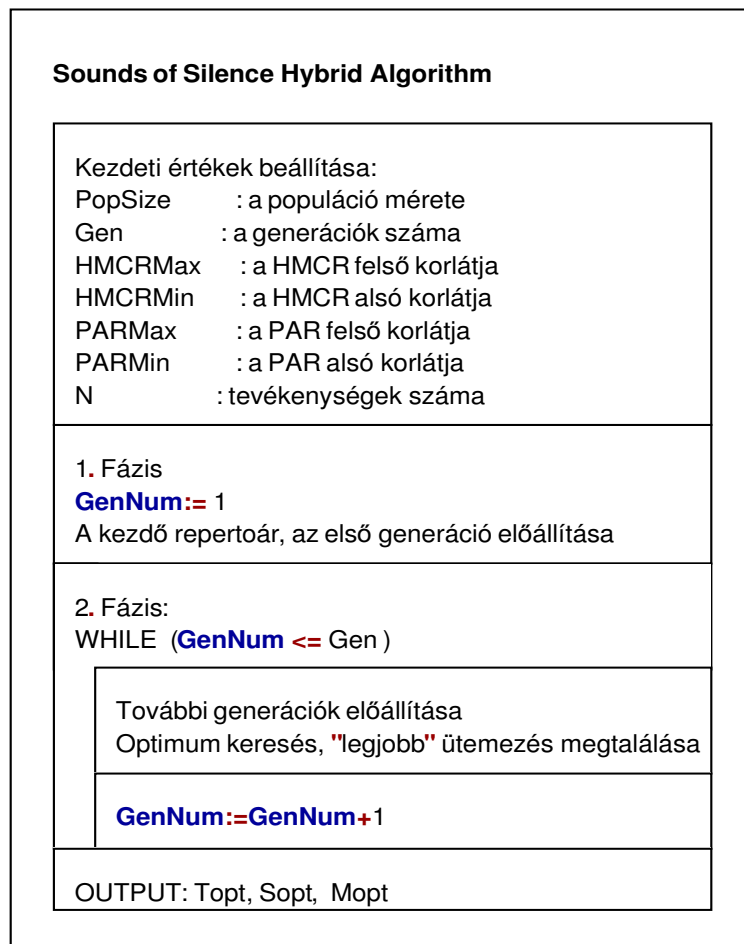 Sounds of Silence Hybrid Algorithm
Kezdeti értékek beállítása:
PopSize : a populáció mérete
Gen : a generációk száma
HMCRMax : a HMCR felső korlátja
HMCRMin : a HMCR alsó korlátja
PARMax : a PAR felső korlátja
PARMin : a PAR alsó korlátja
N : tevékenységek száma
1. Fázis
GenNum:= 1
A kezdő repertoár, az első generáció előállítása
2. Fázis:
WHILE (GenNum <= Gen )
További generációk előállítása
Optimum keresés, "legjobb" ütemezés megtalálása
GenNum:=GenNum+1
OUTPUT: Topt, Sopt, Mopt